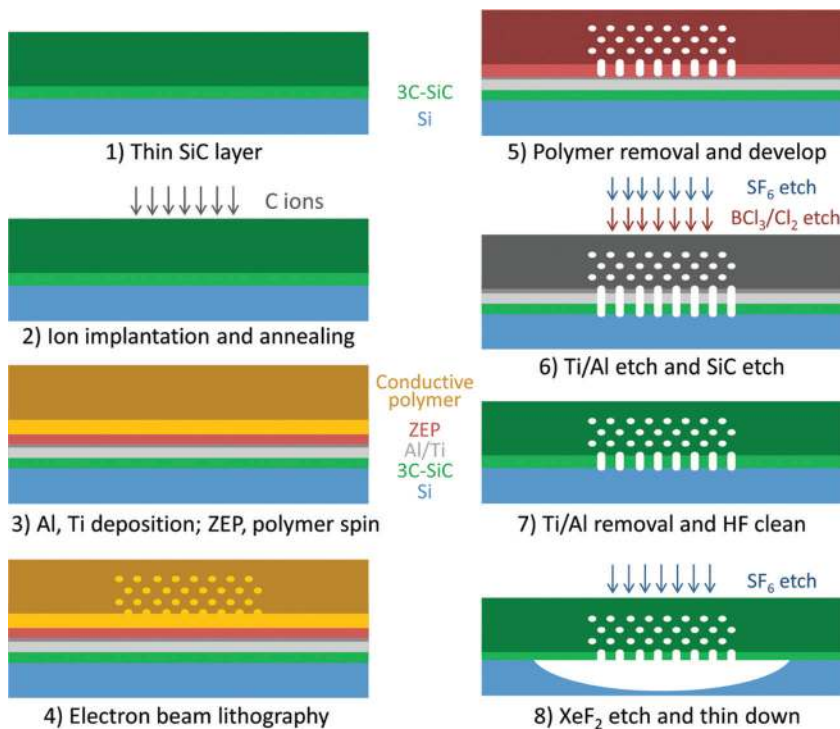 3C-SiC
Si
1) Thin SiC layer
C ions
2) Ion implantation and annealing
Conductive
polymer
ZEP
Al/Ti
3C-SiC
Si
3) Al, Ti deposition; ZEP, polymer spin
4) Electron beam lithography
5) Polymer removal and develop
SF₆ etch
BCl₃/Cl₂ etch
6) Ti/Al etch and SiC etch
7) Ti/Al removal and HF clean
SF₆ etch
8) XeF₂ etch and thin down